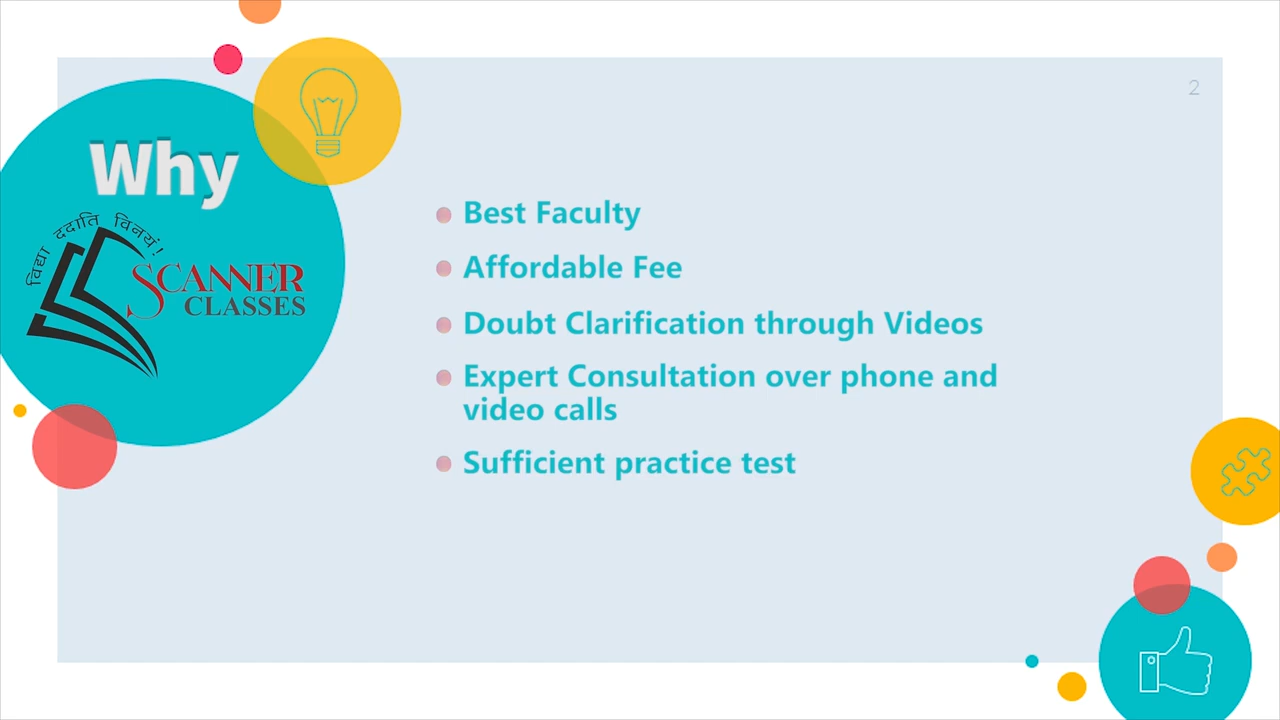 2
Why
विद्या ददाति विनयं!
SCANNER
CLASSES
Best Faculty
Affordable Fee
Doubt Clarification through Videos
Expert Consultation over phone and
video calls
Sufficient practice test